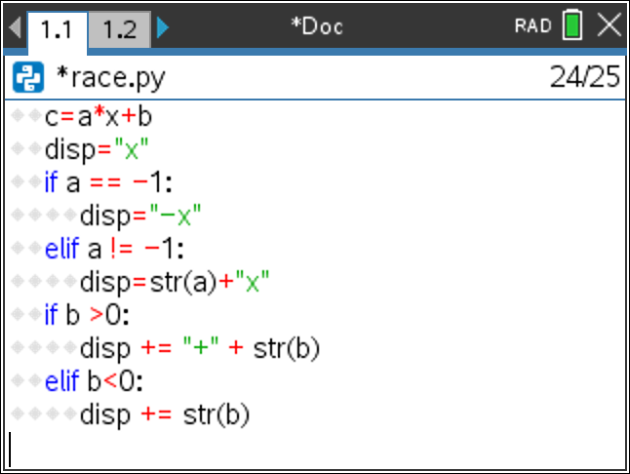 1.1 1.2 *Doc RAD
*race.py 24/25
c=a*x+b
disp="x"
if a == −1:
disp="−x"
elif a != −1:
disp=str(a)+"x"
if b >0:
disp += "+" + str(b)
elif b<0:
disp += str(b)